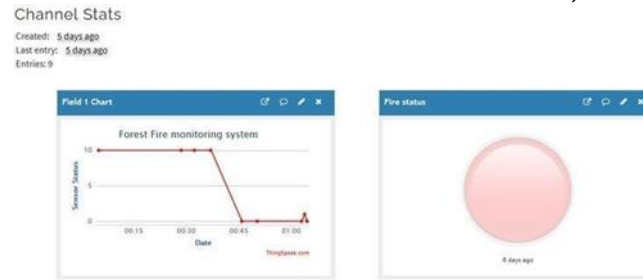 Channel Stats
Created: 5 days ago
Last entry: 5 days ago
Entries: 9
Field 1 Chart
Forest Fire monitoring system
10
5
0
Sensor Status
00:15
00:30
00:45
01:00
Date
ThingSpeak.com
Fire status
days ago